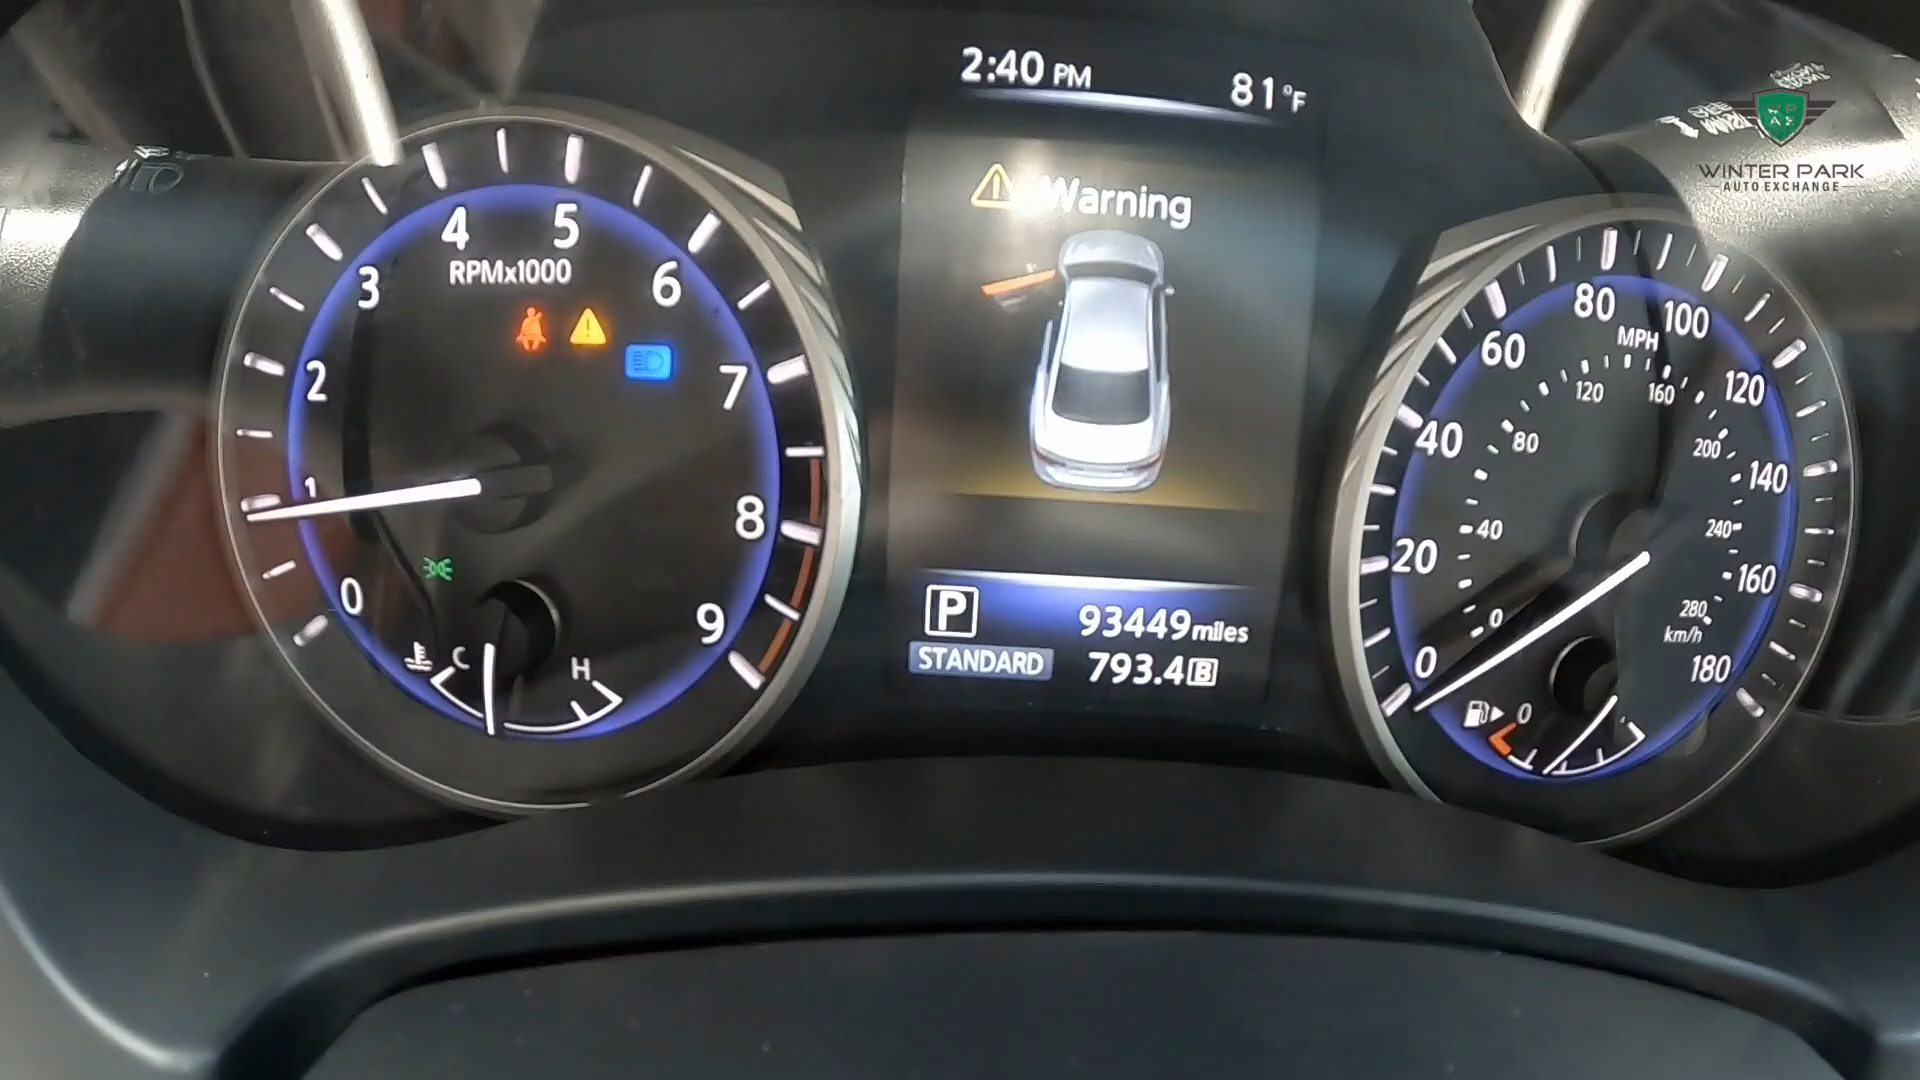 2:40 PM
81°F
Warning
WINTER PARK
AUTO EXCHANGE
0
1
2
3
4
5
6
7
8
9
RPMx1000
C
H
P
93449miles
STANDARD
793.4B
0
20
40
60
80
100
120
140
160
180
MPH
0
40
80
120
160
200
240
280
km/h
0